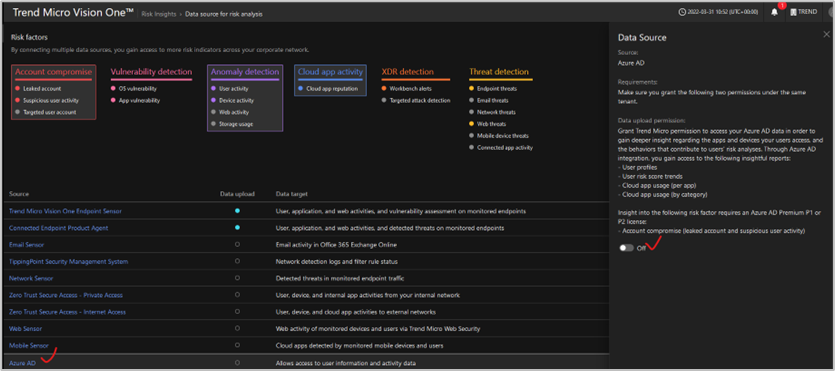 Trend Micro Vision One™
Risk Insights > Data source for risk analysis
2022-03-31 10:52 (UTC+00:00)
1
TREND
Risk factors
By connecting multiple data sources, you gain access to more risk indicators across your corporate network.
Account compromise
Leaked account
Suspicious user activity
Targeted user account
Vulnerability detection
OS vulnerability
App vulnerability
Anomaly detection
User activity
Device activity
Web activity
Storage usage
Cloud app activity
Cloud app reputation
XDR detection
Workbench alerts
Targeted attack detection
Threat detection
Endpoint threats
Email threats
Network threats
Web threats
Mobile device threats
Connected app activity
Source Data upload Data target
Trend Micro Vision One Endpoint Sensor User, application, and web activities, and vulnerability assessment on monitored endpoints
Connected Endpoint Product Agent User, application, and web activities, and detected threats on monitored endpoints
Email Sensor Email activity in Office 365 Exchange Online
TippingPoint Security Management System Network detection logs and filter rule status
Network Sensor Detected threats in monitored endpoint traffic
Zero Trust Secure Access - Private Access User, device, and internal app activities from your internal network
Zero Trust Secure Access - Internet Access User, device, and cloud app activities to external networks
Web Sensor Web activity of monitored devices and users via Trend Micro Web Security
Mobile Sensor Cloud apps detected by monitored mobile devices and users
Azure AD Allows access to user information and activity data
Data Source
Source:
Azure AD
Requirements:
Make sure you grant the following two permissions under the same
tenant.
Data upload permission:
Grant Trend Micro permission to access your Azure AD data in order to
gain deeper insight regarding the apps and devices your users access, and
the behaviors that contribute to users' risk analyses. Through Azure AD
integration, you gain access to the following insightful reports:
- User profiles
- User risk score trends
- Cloud app usage (per app)
- Cloud app usage (by category)
Insight into the following risk factor requires an Azure AD Premium P1 or
P2 license:
- Account compromise (leaked account and suspicious user activity)
Off